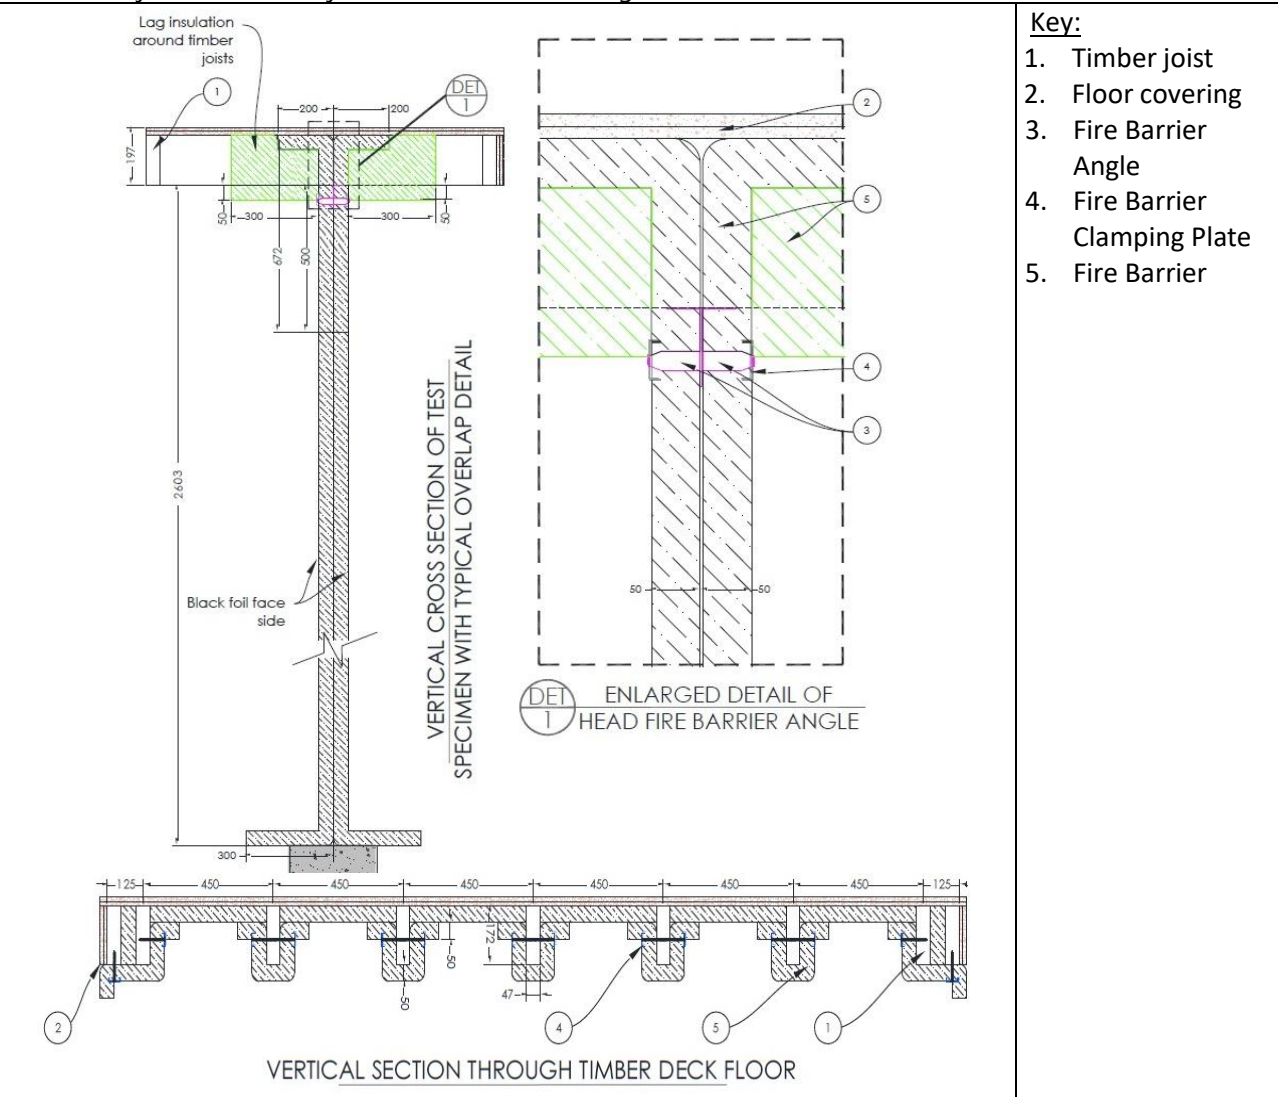 Lag insulation
around timber
joists
1
DET
1
200
200
197
50
300
300
50
672
500
2603
Black foil face
side
300
VERTICAL CROSS SECTION OF TEST
SPECIMEN WITH TYPICAL OVERLAP DETAIL
2
5
4
3
50
50
DET
1
ENLARGED DETAIL OF
HEAD FIRE BARRIER ANGLE
Key:
1. Timber joist
2. Floor covering
3. Fire Barrier
Angle
4. Fire Barrier
Clamping Plate
5. Fire Barrier
125
450
450
450
450
450
450
125
50
172
50
47
2
4
5
1
VERTICAL SECTION THROUGH TIMBER DECK FLOOR